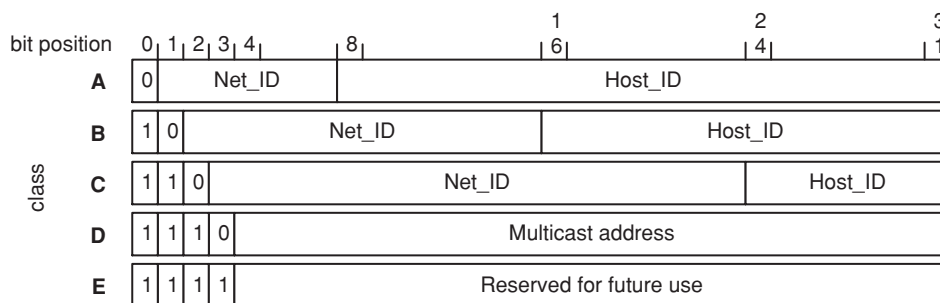 1 2 3
bit position 0 1 2 3 4 8 6 4 1
A 0 Net_ID Host_ID
B 1 0 Net_ID Host_ID
class
C 1 1 0 Net_ID Host_ID
D 1 1 1 0 Multicast address
E 1 1 1 1 Reserved for future use